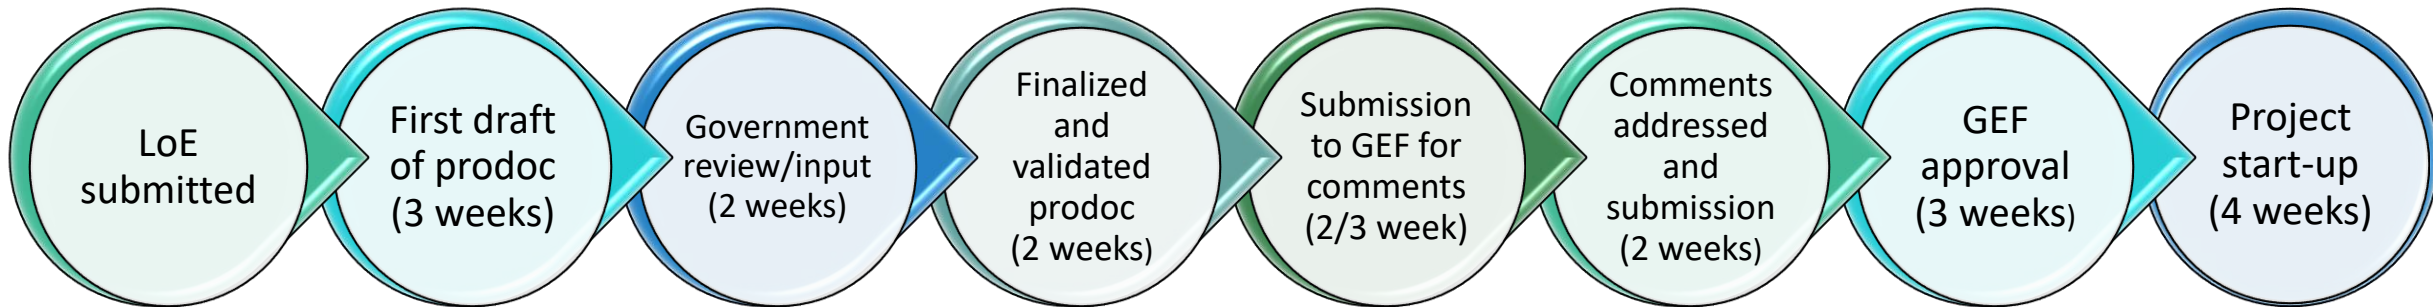 LoE
submitted
First draft
of prodoc
(3 weeks)
Government
review/input
(2 weeks)
Finalized
and
validated
prodoc
(2 weeks)
Submission
to GEF for
comments
(2/3 week)
Comments
addressed
and
submission
(2 weeks)
GEF
approval
(3 weeks)
Project
start-up
(4 weeks)